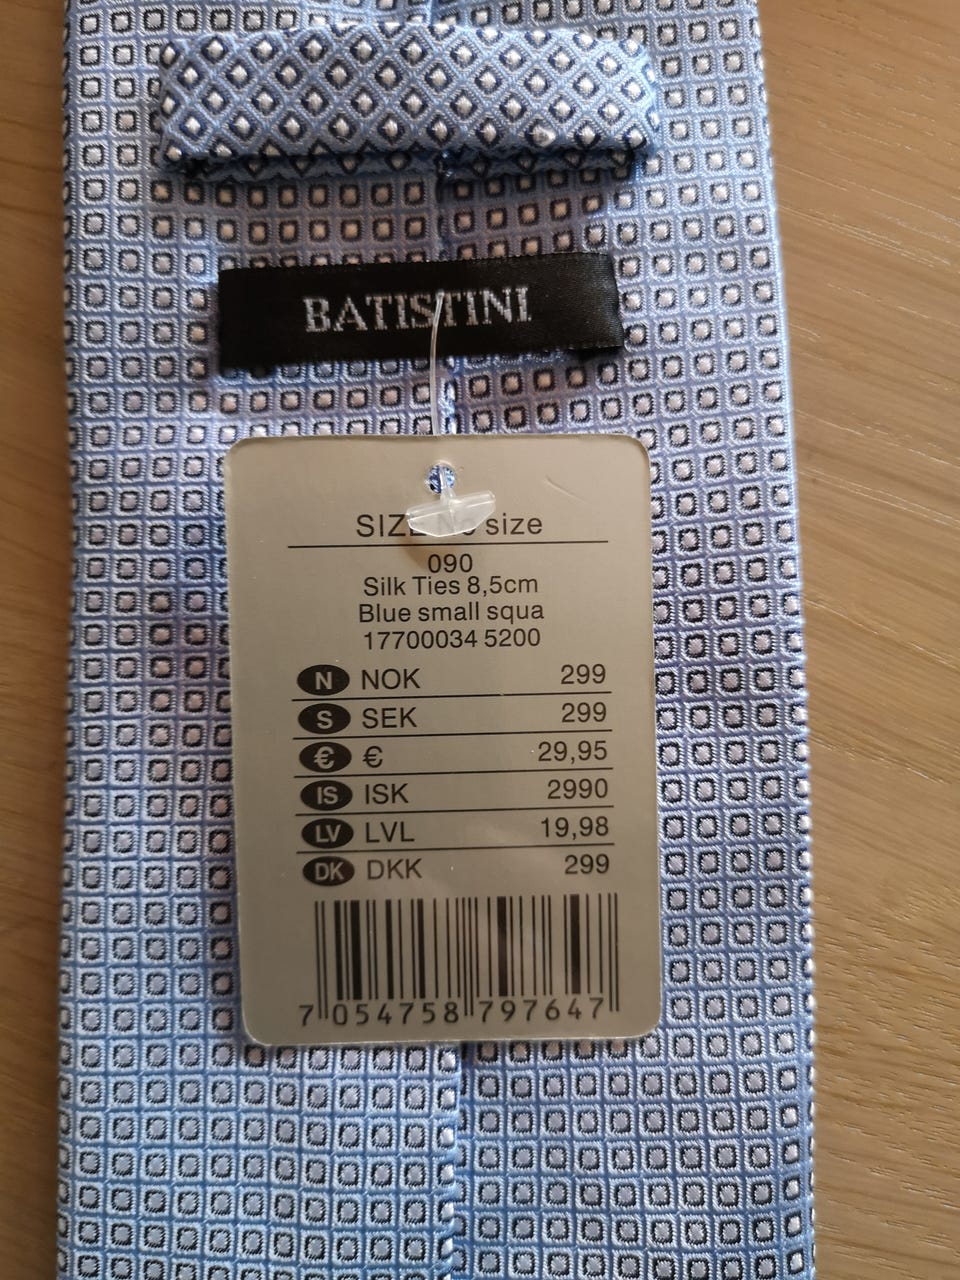 BATISTINI
SIZE No size
090
Silk Ties 8,5cm
Blue small squa
17700034 5200
N NOK 299
S SEK 299
€ € 29,95
IS ISK 2990
LV LVL 19,98
DK DKK 299
7 054758 797647